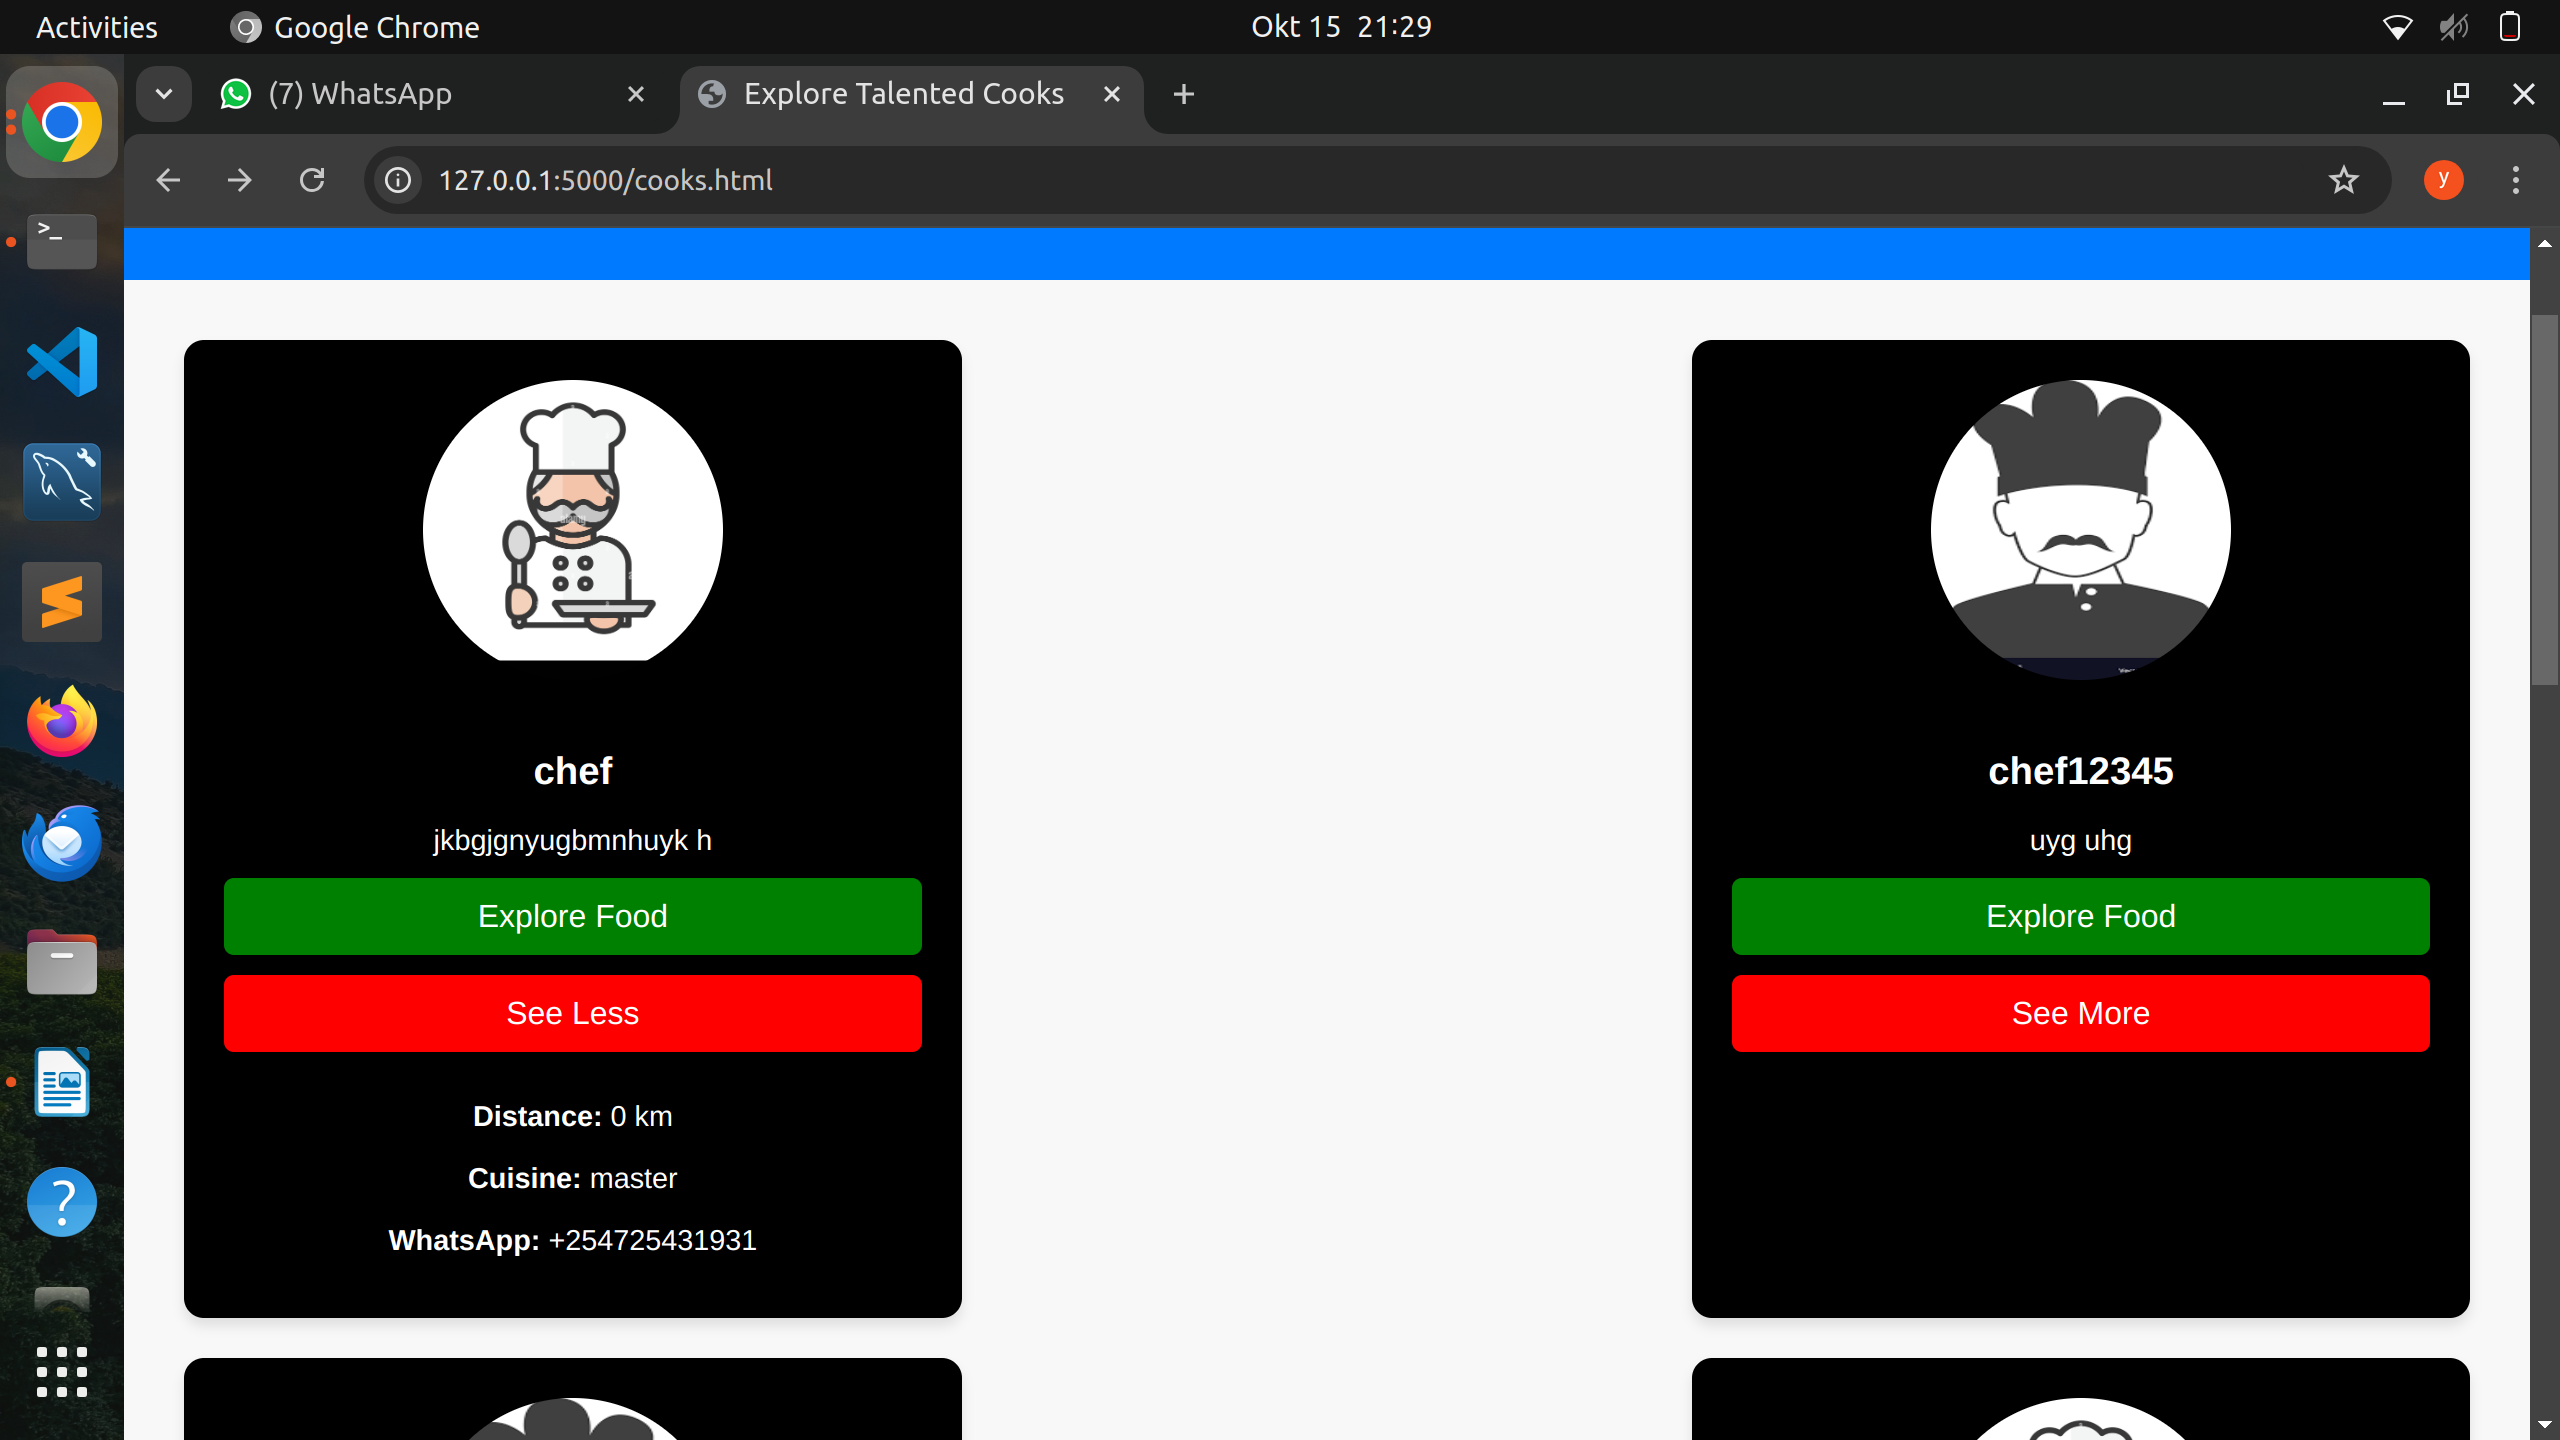 Activities
Google Chrome
Okt 15 21:29
(7) WhatsApp
Explore Talented Cooks
127.0.0.1:5000/cooks.html
y
>_
chef
jkbgjgnyugbmnhuyk h
Explore Food
See Less
Distance: 0 km
Cuisine: master
WhatsApp: +254725431931
chef12345
uyg uhg
Explore Food
See More
?